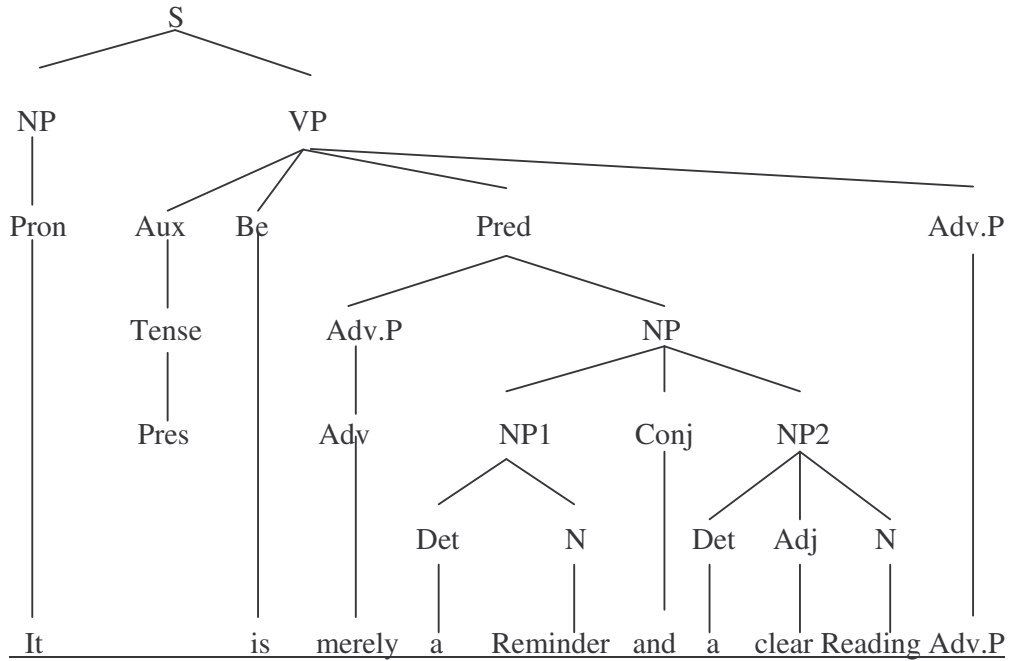 S
NP VP
Pron Aux Be Pred Adv.P
Tense Adv.P NP
Pres Adv NP1 Conj NP2
Det N Det Adj N
It is merely a Reminder and a clear Reading Adv.P